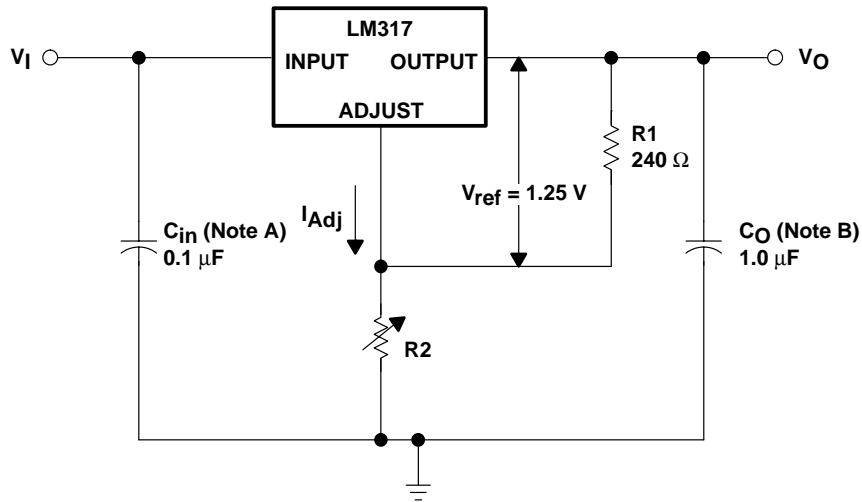 LM317
V_I
INPUT
OUTPUT
V_O
ADJUST
R1
240 Ω
V_ref = 1.25 V
I_Adj
C_in (Note A)
0.1 μF
C_O (Note B)
1.0 μF
R2